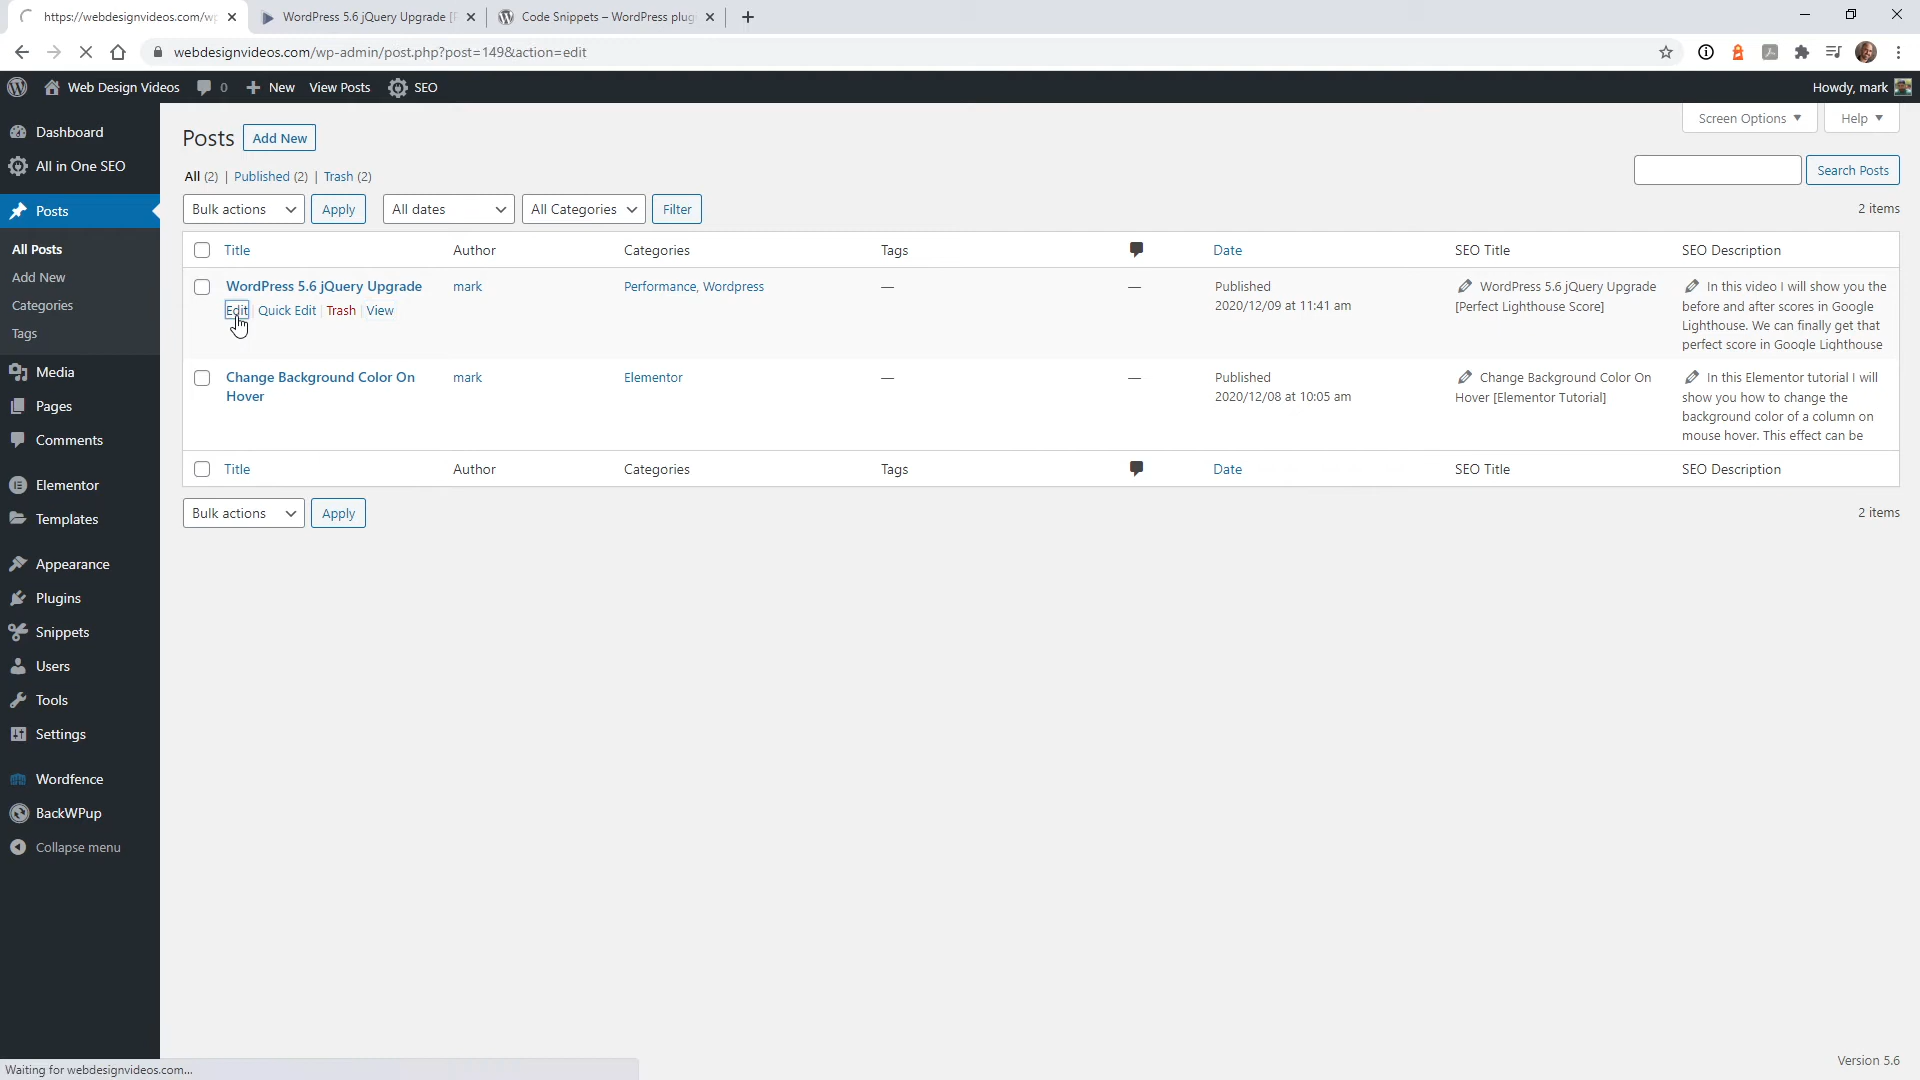 https://webdesignvideos.com/wp
WordPress 5.6 jQuery Upgrade [
Code Snippets – WordPress plug
webdesignvideos.com/wp-admin/post.php?post=149&action=edit
Web Design Videos
0
New
View Posts
SEO
Howdy, mark
Screen Options
Help
Dashboard
All in One SEO
Posts
All Posts
Add New
Categories
Tags
Media
Pages
Comments
Elementor
Templates
Appearance
Plugins
Snippets
Users
Tools
Settings
Wordfence
BackWPup
Collapse menu
Posts
Add New
All (2) | Published (2) | Trash (2)
Search Posts
Bulk actions
Apply
All dates
All Categories
Filter
2 items
Title
Author
Categories
Tags
Date
SEO Title
SEO Description
WordPress 5.6 jQuery Upgrade
Edit | Quick Edit | Trash | View
mark
Performance, Wordpress
—
—
Published
2020/12/09 at 11:41 am
WordPress 5.6 jQuery Upgrade
[Perfect Lighthouse Score]
In this video I will show you the
before and after scores in Google
Lighthouse. We can finally get that
perfect score in Google Lighthouse
Change Background Color On
Hover
mark
Elementor
—
—
Published
2020/12/08 at 10:05 am
Change Background Color On
Hover [Elementor Tutorial]
In this Elementor tutorial I will
show you how to change the
background color of a column on
mouse hover. This effect can be
Title
Author
Categories
Tags
Date
SEO Title
SEO Description
Bulk actions
Apply
2 items
Version 5.6
Waiting for webdesignvideos.com...